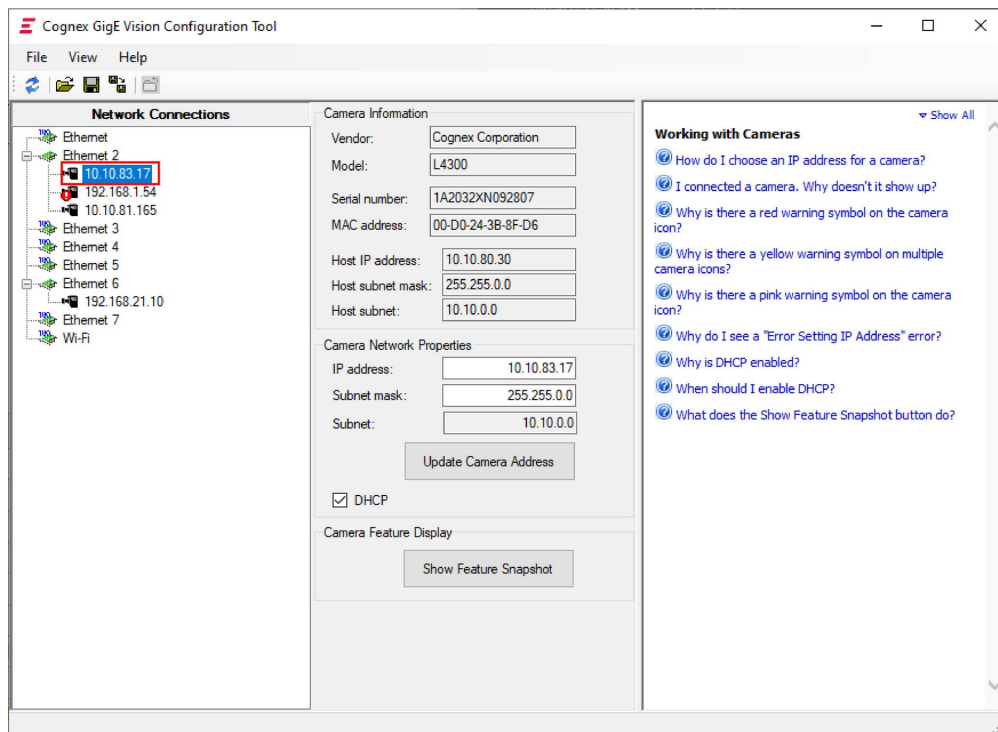 Cognex GigE Vision Configuration Tool
File View Help
Network Connections
Ethernet
Ethernet 2
10.10.83.17
192.168.1.54
10.10.81.165
Ethernet 3
Ethernet 4
Ethernet 5
Ethernet 6
192.168.21.10
Ethernet 7
Wi-Fi
Camera Information
Vendor: Cognex Corporation
Model: L4300
Serial number: 1A2032XN092807
MAC address: 00-D0-24-3B-8F-D6
Host IP address: 10.10.80.30
Host subnet mask: 255.255.0.0
Host subnet: 10.10.0.0
Camera Network Properties
IP address: 10.10.83.17
Subnet mask: 255.255.0.0
Subnet: 10.10.0.0
Update Camera Address
DHCP
Camera Feature Display
Show Feature Snapshot
Show All
Working with Cameras
How do I choose an IP address for a camera?
I connected a camera. Why doesn't it show up?
Why is there a red warning symbol on the camera
icon?
Why is there a yellow warning symbol on multiple
camera icons?
Why is there a pink warning symbol on the camera
icon?
Why do I see a "Error Setting IP Address" error?
Why is DHCP enabled?
When should I enable DHCP?
What does the Show Feature Snapshot button do?